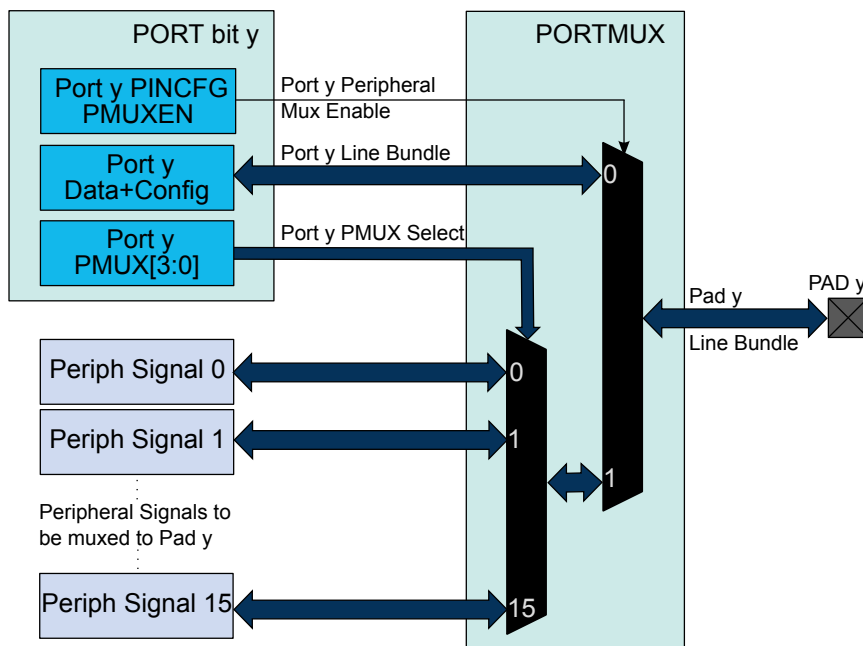 PORT bit y
PORTMUX
Port y PINCFG
PMUXEN
Port y Peripheral
Mux Enable
Port y
Data+Config
Port y Line Bundle
0
Port y
PMUX[3:0]
Port y PMUX Select
Pad y
Line Bundle
PAD y
Periph Signal 0
0
Periph Signal 1
1
1
Peripheral Signals to
be muxed to Pad y
Periph Signal 15
15